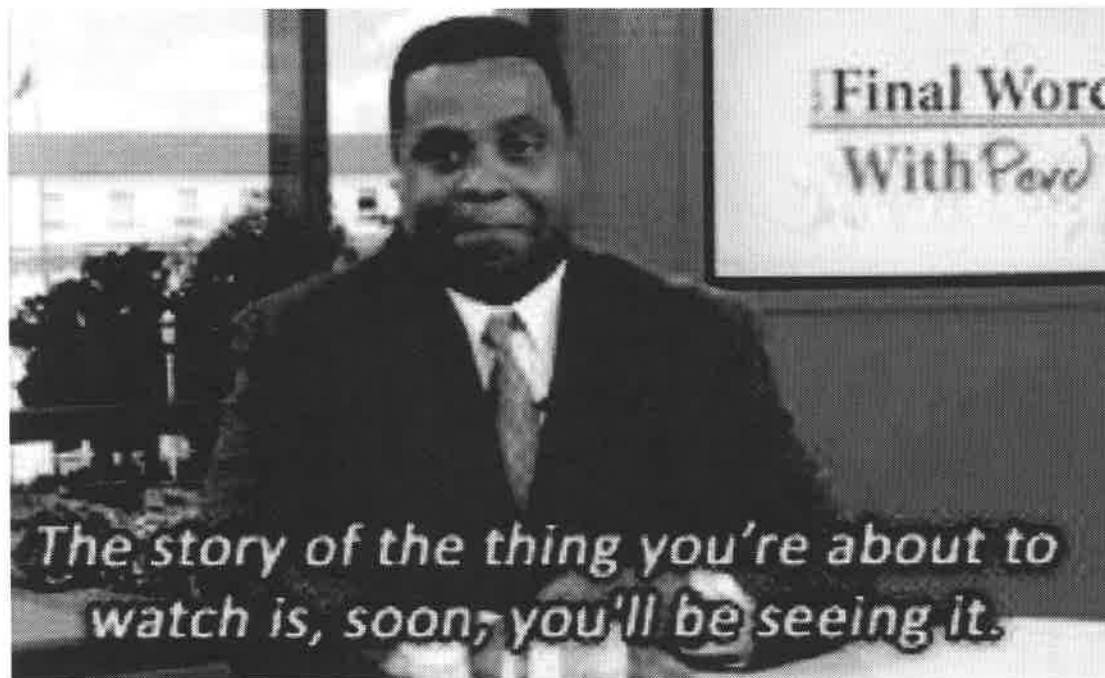 Final Word
With Perd
The story of the thing you're about to
watch is, soon, you'll be seeing it.